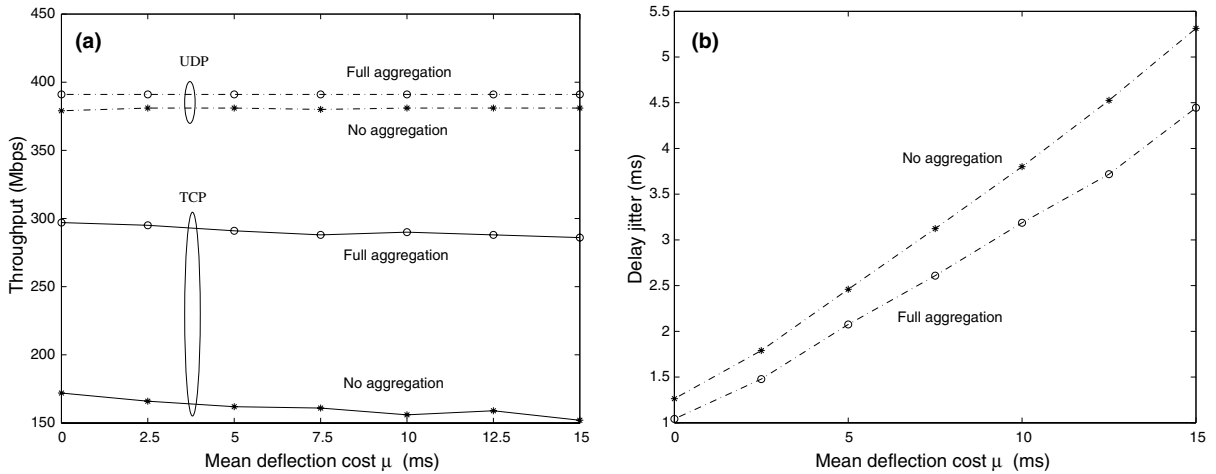 (a)
450
400
350
300
250
200
150
0
2.5
5
7.5
10
12.5
15
Throughput (Mbps)
Mean deflection cost μ (ms)
UDP
Full aggregation
No aggregation
TCP
Full aggregation
No aggregation
(b)
5.5
5
4.5
4
3.5
3
2.5
2
1.5
1
0
5
10
15
Delay jitter (ms)
Mean deflection cost μ (ms)
No aggregation
Full aggregation